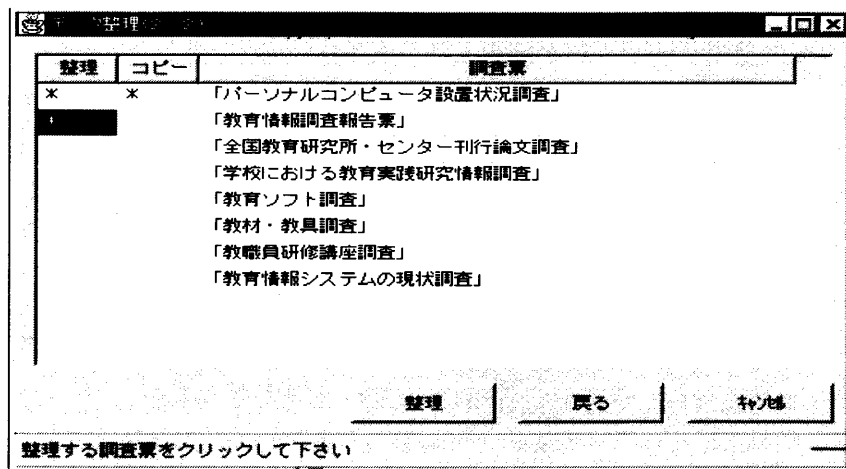 整理
整理 コピー 調査票
* * 「パーソナルコンピュータ設置状況調査」
「教育情報調査報告票」
「全国教育研究所・センター刊行論文調査」
「学校における教育実践研究情報調査」
「教育ソフト調査」
「教材・教具調査」
「教職員研修講座調査」
「教育情報システムの現状調査」
整理 戻る キャンセル
整理する調査票をクリックして下さい